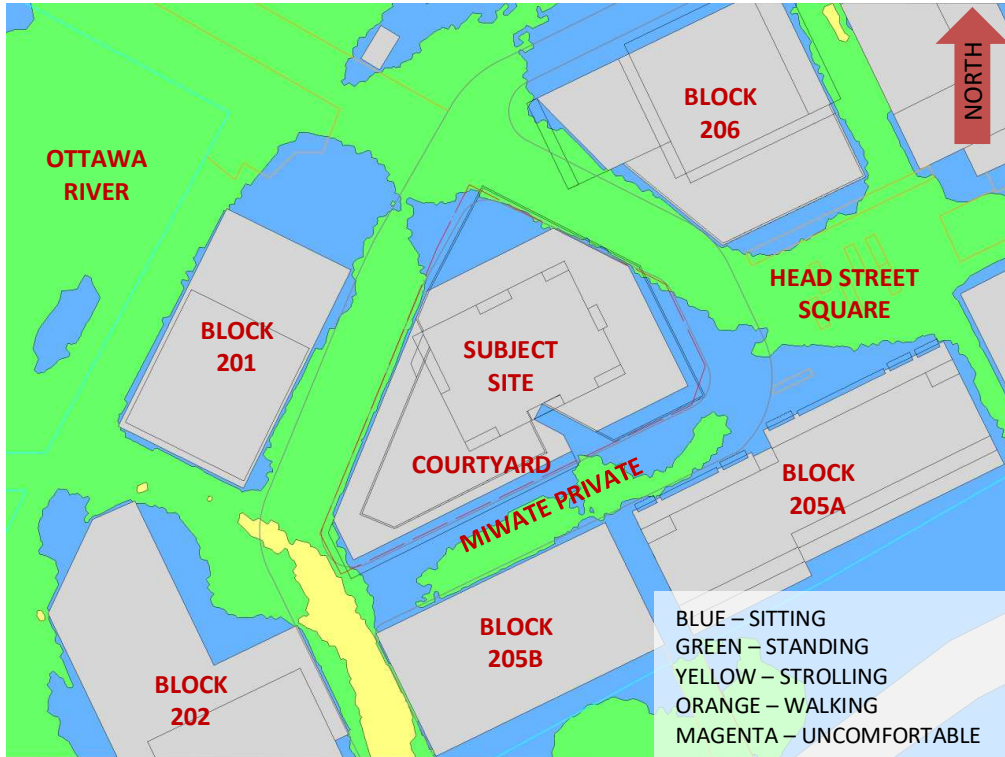 NORTH
BLOCK
206
OTTAWA
RIVER
HEAD STREET
SQUARE
BLOCK
201
SUBJECT
SITE
COURTYARD
MIWATE PRIVATE
BLOCK
205A
BLOCK
205B
BLOCK
202
BLUE – SITTING
GREEN – STANDING
YELLOW – STROLLING
ORANGE – WALKING
MAGENTA – UNCOMFORTABLE